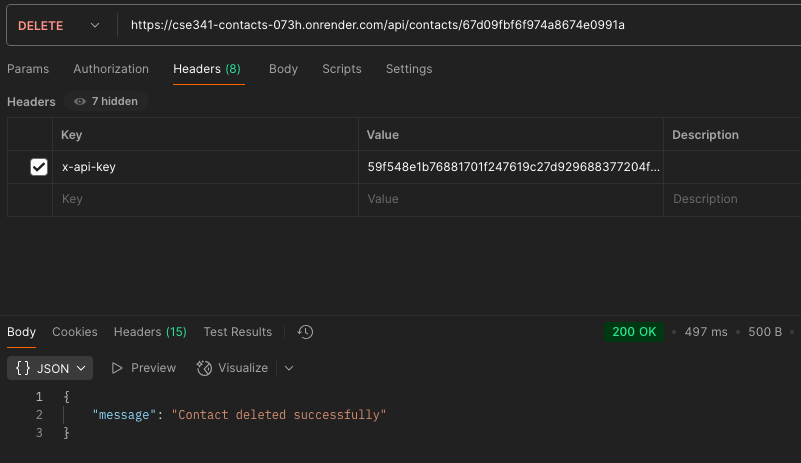 DELETE https://cse341-contacts-073h.onrender.com/api/contacts/67d09fbf6f974a8674e0991a
Params Authorization Headers (8) Body Scripts Settings
Headers 7 hidden
Key Value Description
x-api-key 59f548e1b76881701f247619c27d929688377204f...
Key Value Description
Body Cookies Headers (15) Test Results 200 OK • 497 ms • 500 B •
{} JSON Preview Visualize
1 {
2 "message": "Contact deleted successfully"
3 }